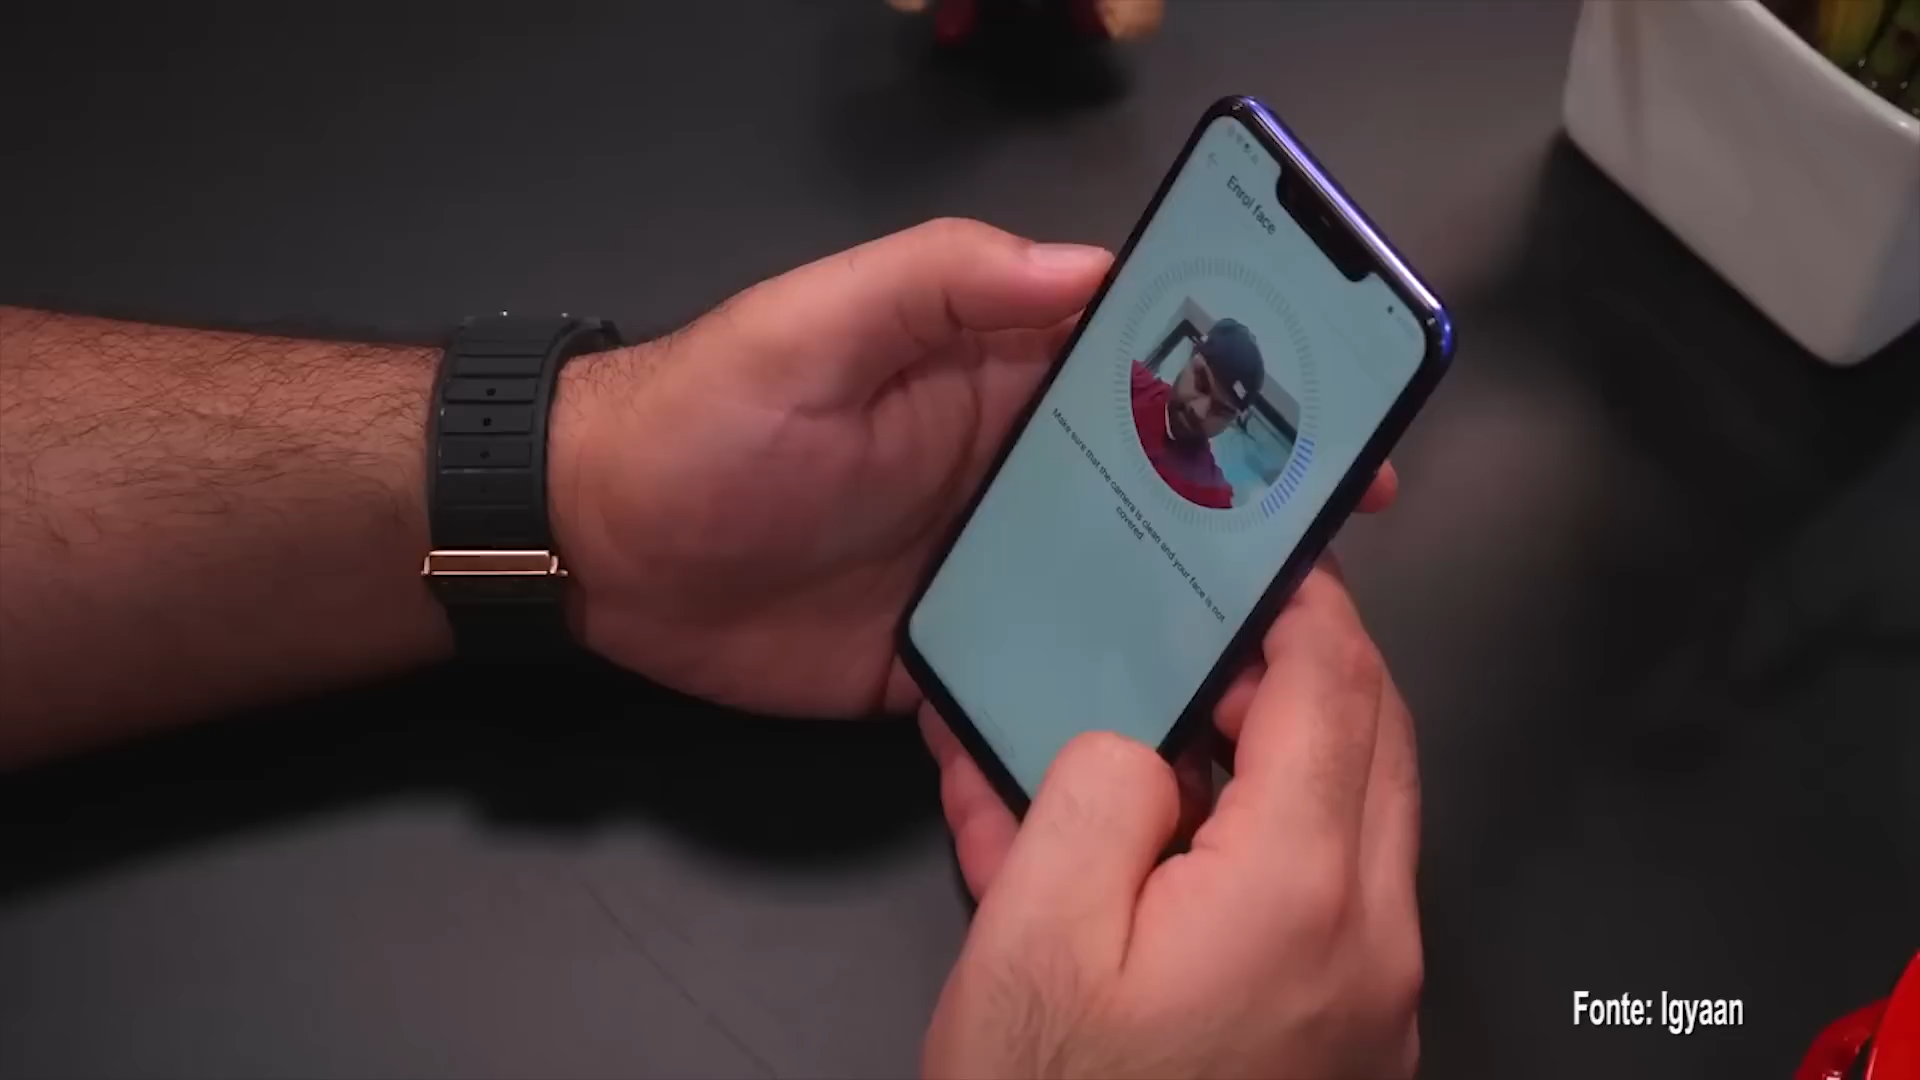 Enrol face
Make sure that the camera is clean and your face is not
covered.
Fonte: Igyaan